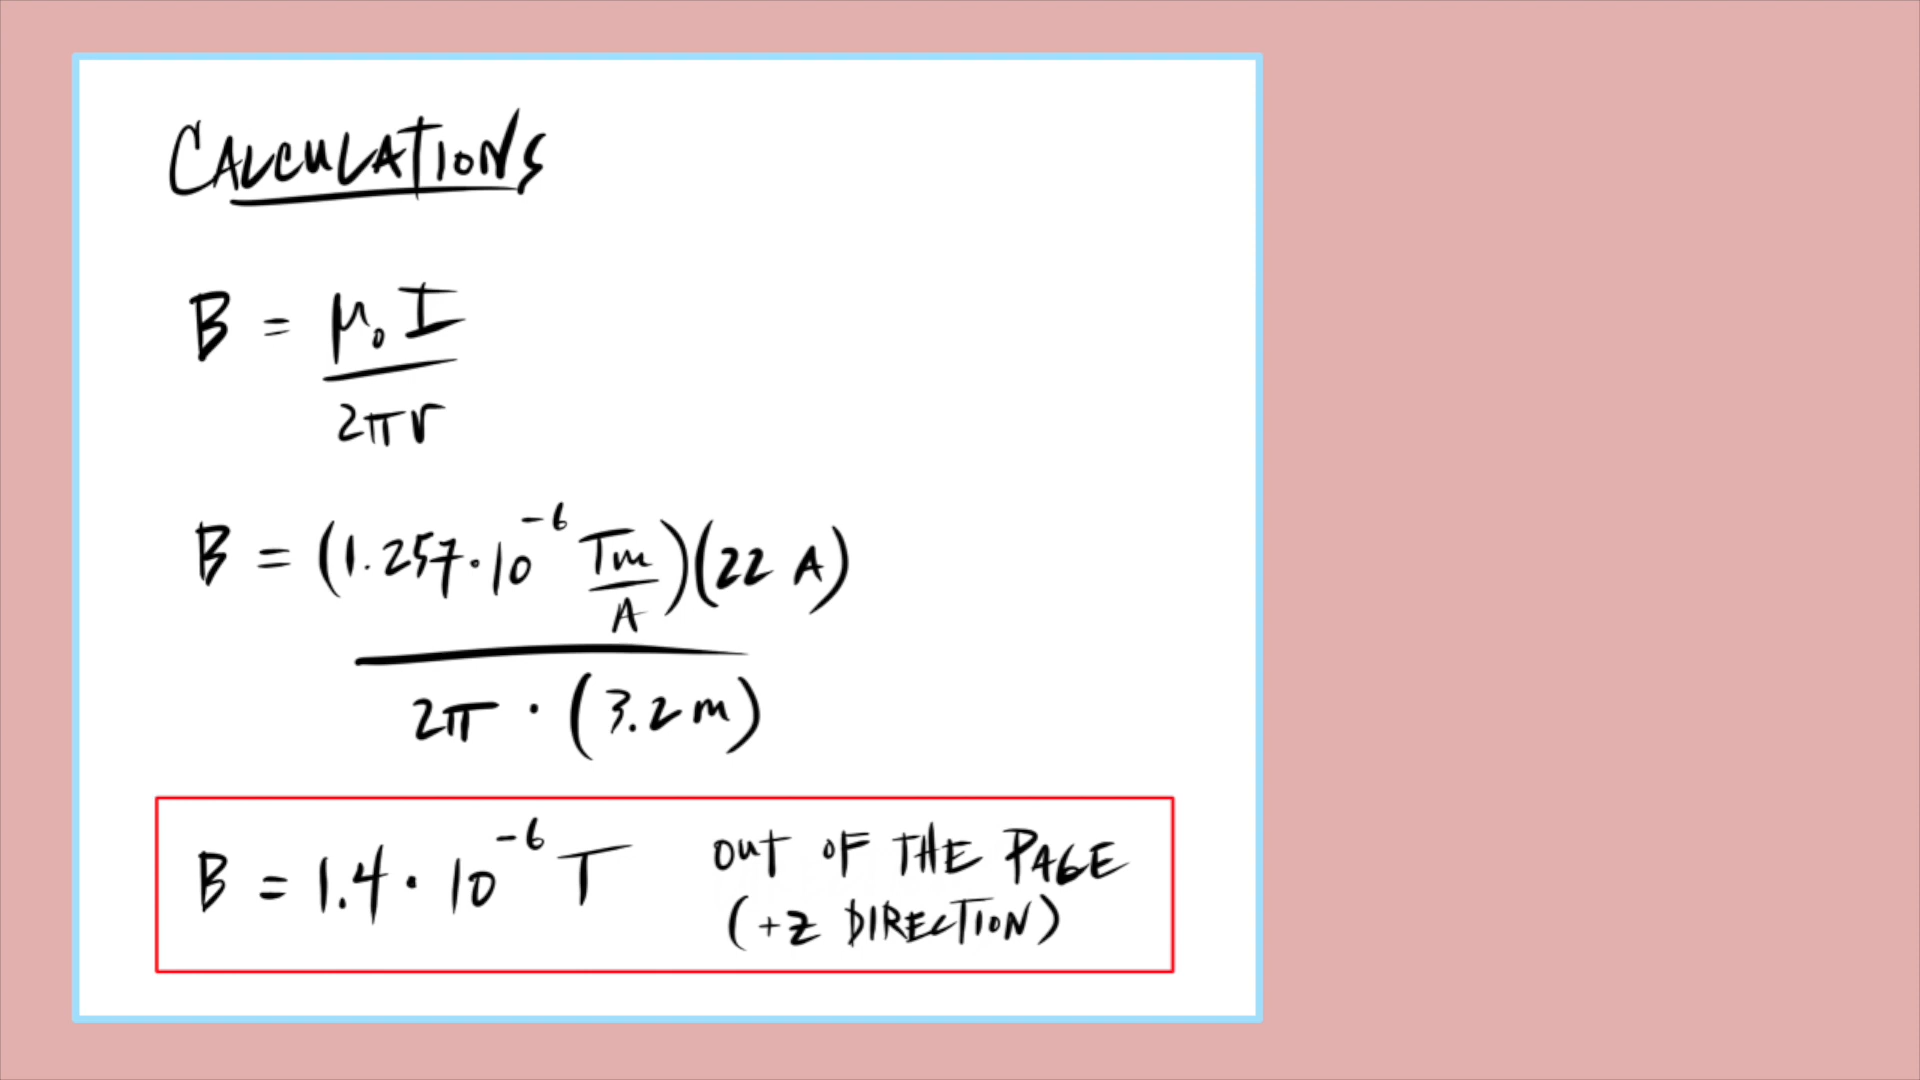 CALCULATIONS
B = μ₀I
2πr
B = (1.257·10⁻⁶ Tm/A)(22 A)
2π · (3.2m)
B = 1.4 · 10⁻⁶ T
OUT OF THE PAGE
(+Z DIRECTION)